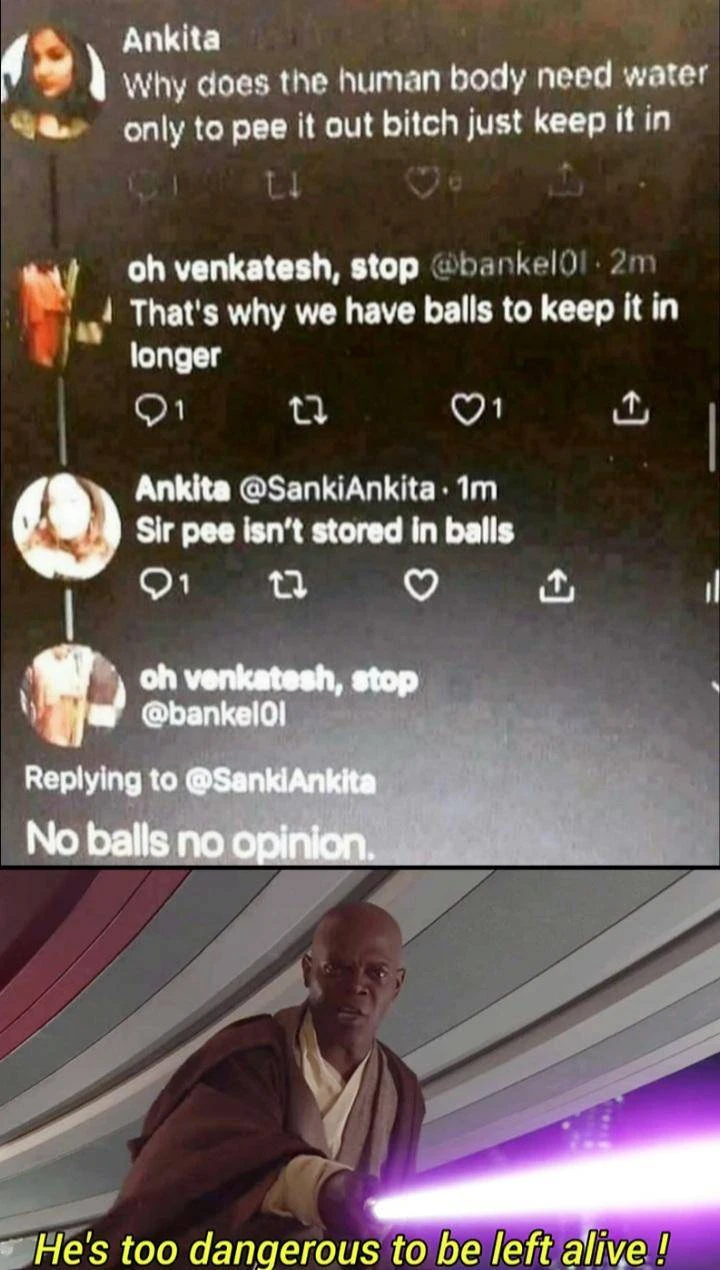 Ankita
Why does the human body need water
only to pee it out bitch just keep it in
oh venkatesh, stop @bankel01 · 2m
That's why we have balls to keep it in
longer
1 1
Ankita @SankiAnkita · 1m
Sir pee isn't stored in balls
1
oh venkatesh, stop
@bankel01
Replying to @SankiAnkita
No balls no opinion.
He's too dangerous to be left alive !